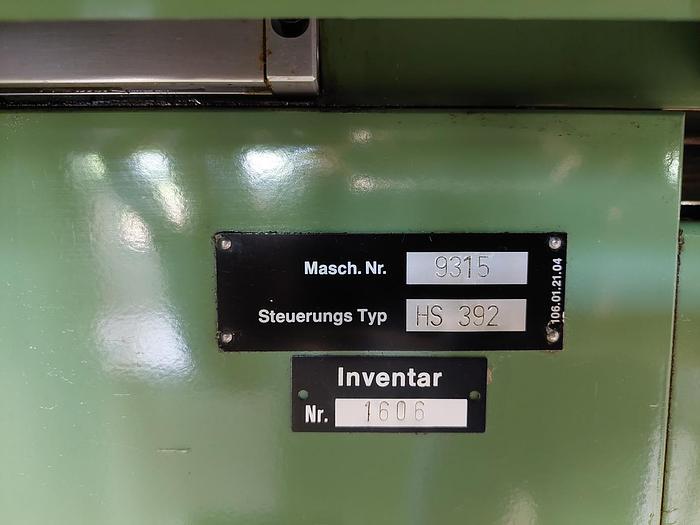 Masch. Nr. 9315
Steuerungs Typ HS 392
106.01.21.04
Inventar
Nr. 1606